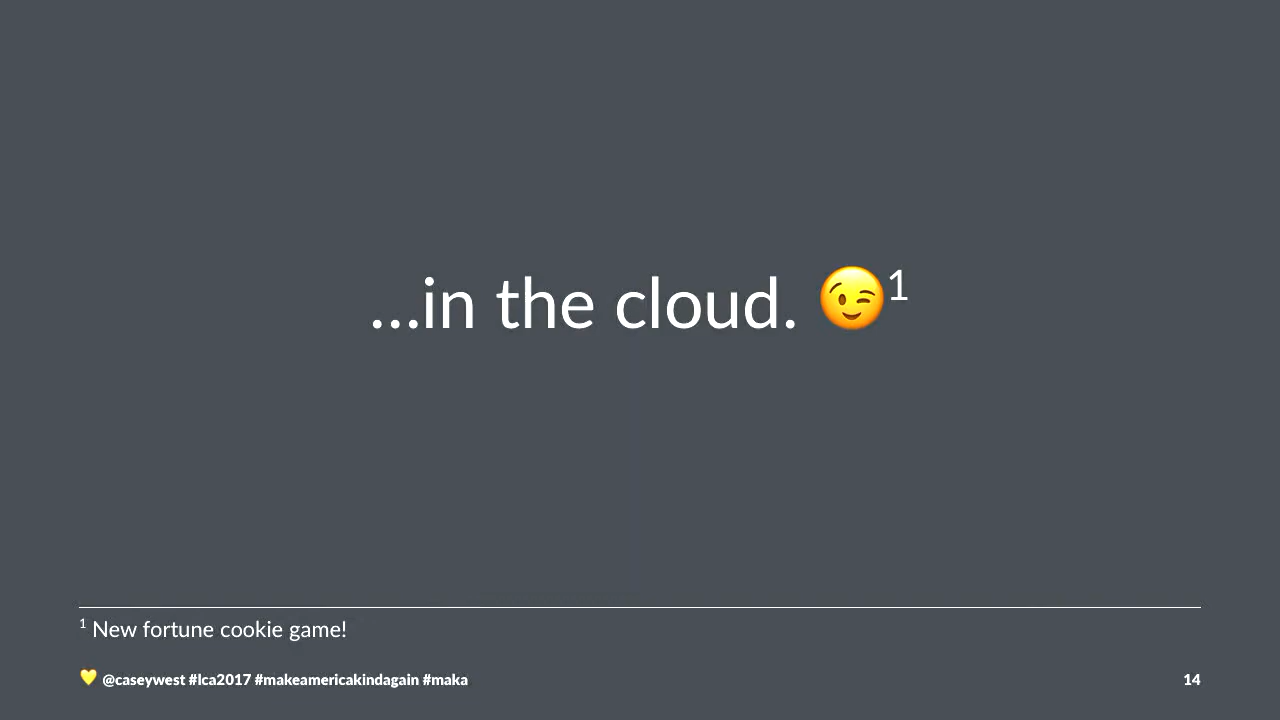 ...in the cloud. 😉1
1 New fortune cookie game!
💛 @caseywest #lca2017 #makeamericakindagain #maka
14